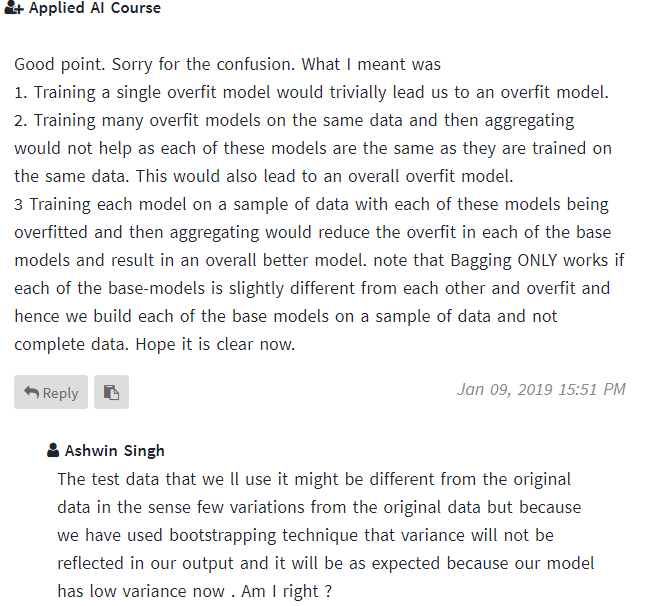 Applied AI Course
Good point. Sorry for the confusion. What I meant was
1. Training a single overfit model would trivially lead us to an overfit model.
2. Training many overfit models on the same data and then aggregating
would not help as each of these models are the same as they are trained on
the same data. This would also lead to an overall overfit model.
3 Training each model on a sample of data with each of these models being
overfitted and then aggregating would reduce the overfit in each of the base
models and result in an overall better model. note that Bagging ONLY works if
each of the base-models is slightly different from each other and overfit and
hence we build each of the base models on a sample of data and not
complete data. Hope it is clear now.
Reply
Jan 09, 2019 15:51 PM
Ashwin Singh
The test data that we ll use it might be different from the original
data in the sense few variations from the original data but because
we have used bootstrapping technique that variance will not be
reflected in our output and it will be as expected because our model
has low variance now . Am I right ?